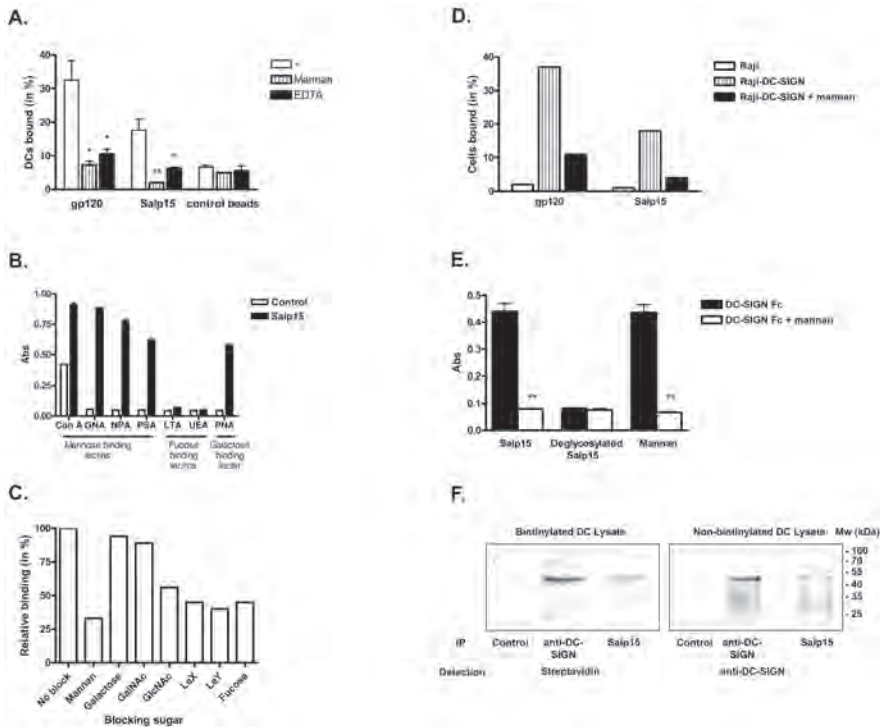 A.
DCs bound (in %)
40
30
20
10
0
gp120
Salp15
control beads
-
Mannan
EDTA
*
*
**
B.
Abs
1.00
0.75
0.50
0.25
0.00
Con A
GNA
NPA
PSA
LTA
UEA
PNA
Mannose binding
lectins
Fucose
binding
lectins
Galactose
binding
lectin
Control
Salp15
C.
Relative binding (in %)
100
75
50
25
0
No block
Mannan
Galactose
GalNAc
GlcNAc
LeX
LeY
Fucose
Blocking sugar
D.
Cells bound (in %)
40
30
20
10
0
gp120
Salp15
Raji
Raji-DC-SIGN
Raji-DC-SIGN + mannan
E.
Abs
0.5
0.4
0.3
0.2
0.1
0.0
**
**
Salp15
Deglycosylated
Salp15
Mannan
DC-SIGN Fc
DC-SIGN Fc + mannan
F.
Biotinylated DC Lysate
Non-biotinylated DC Lysate
Mw (kDa)
- 100
- 70
- 55
- 40
- 35
- 25
IP
Control
anti-DC-
SIGN
Salp15
Control
anti-DC-
SIGN
Salp15
Detection
Streptavidin
anti-DC-SIGN